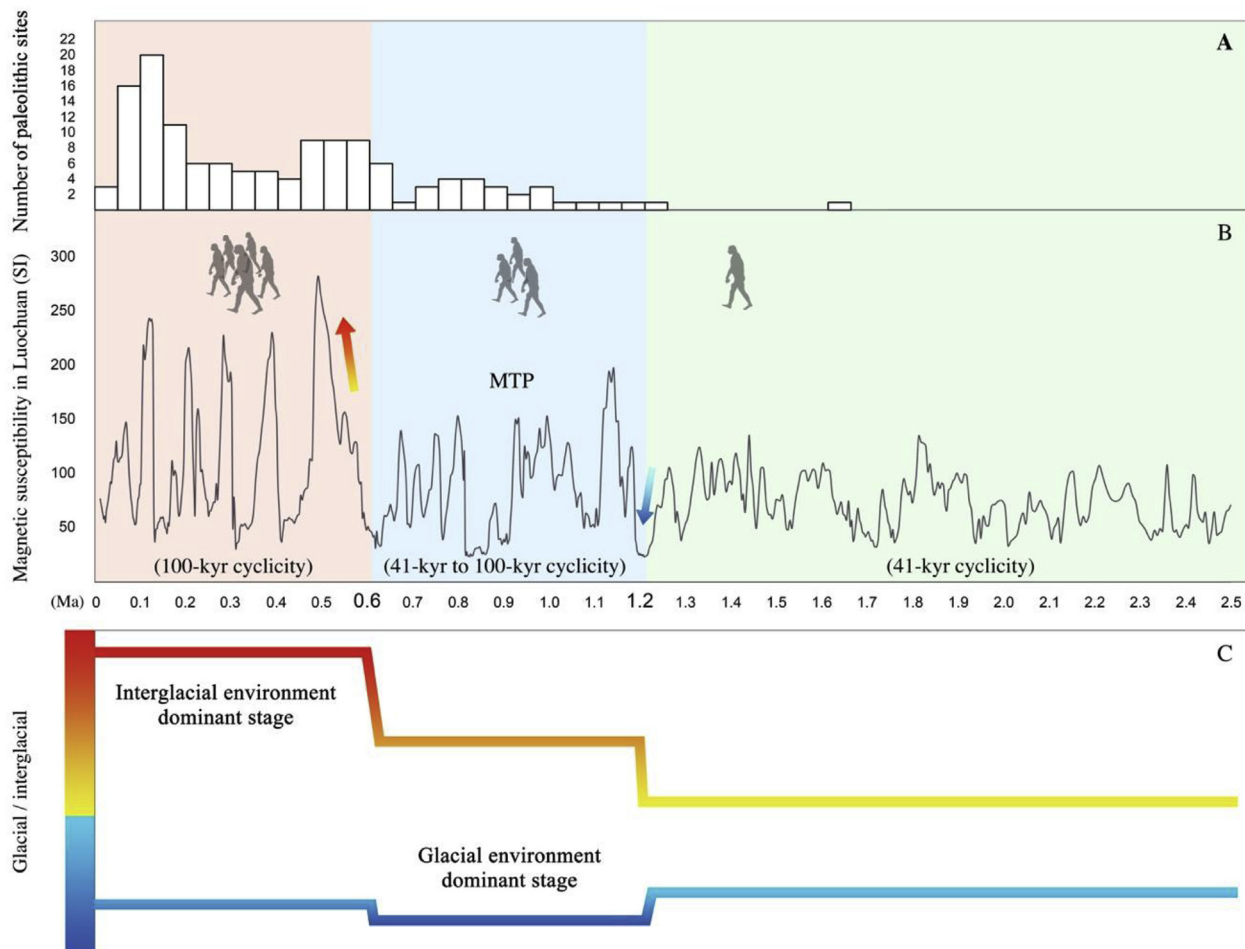 A
Number of paleolithic sites
22
20
18
16
14
12
10
8
6
4
2
B
Magnetic susceptibility in Luochuan (SI)
300
250
200
150
100
50
MTP
(100-kyr cyclicity)
(41-kyr to 100-kyr cyclicity)
(41-kyr cyclicity)
(Ma) 0 0.1 0.2 0.3 0.4 0.5 0.6 0.7 0.8 0.9 1.0 1.1 1.2 1.3 1.4 1.5 1.6 1.7 1.8 1.9 2.0 2.1 2.2 2.3 2.4 2.5
C
Glacial / interglacial
Interglacial environment
dominant stage
Glacial environment
dominant stage